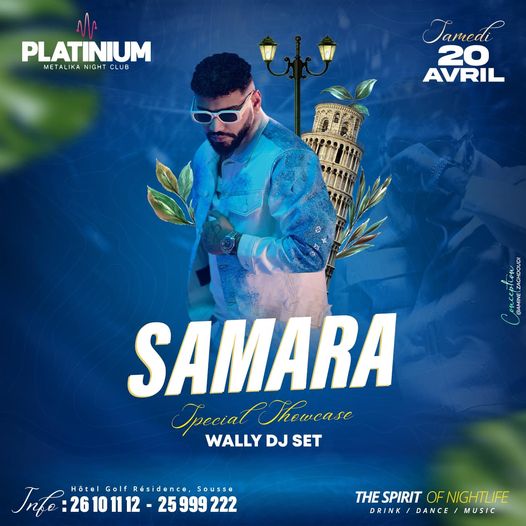 PLATINIUM
METALIKA NIGHT CLUB
Samedi
20
AVRIL
Conception
@AMINE_ZAGHDOUDI
SAMARA
Special Showcase
WALLY DJ SET
Hôtel Golf Résidence, Sousse
Info : 26 10 11 12 - 25 999 222
THE SPIRIT OF NIGHTLIFE
DRINK / DANCE / MUSIC